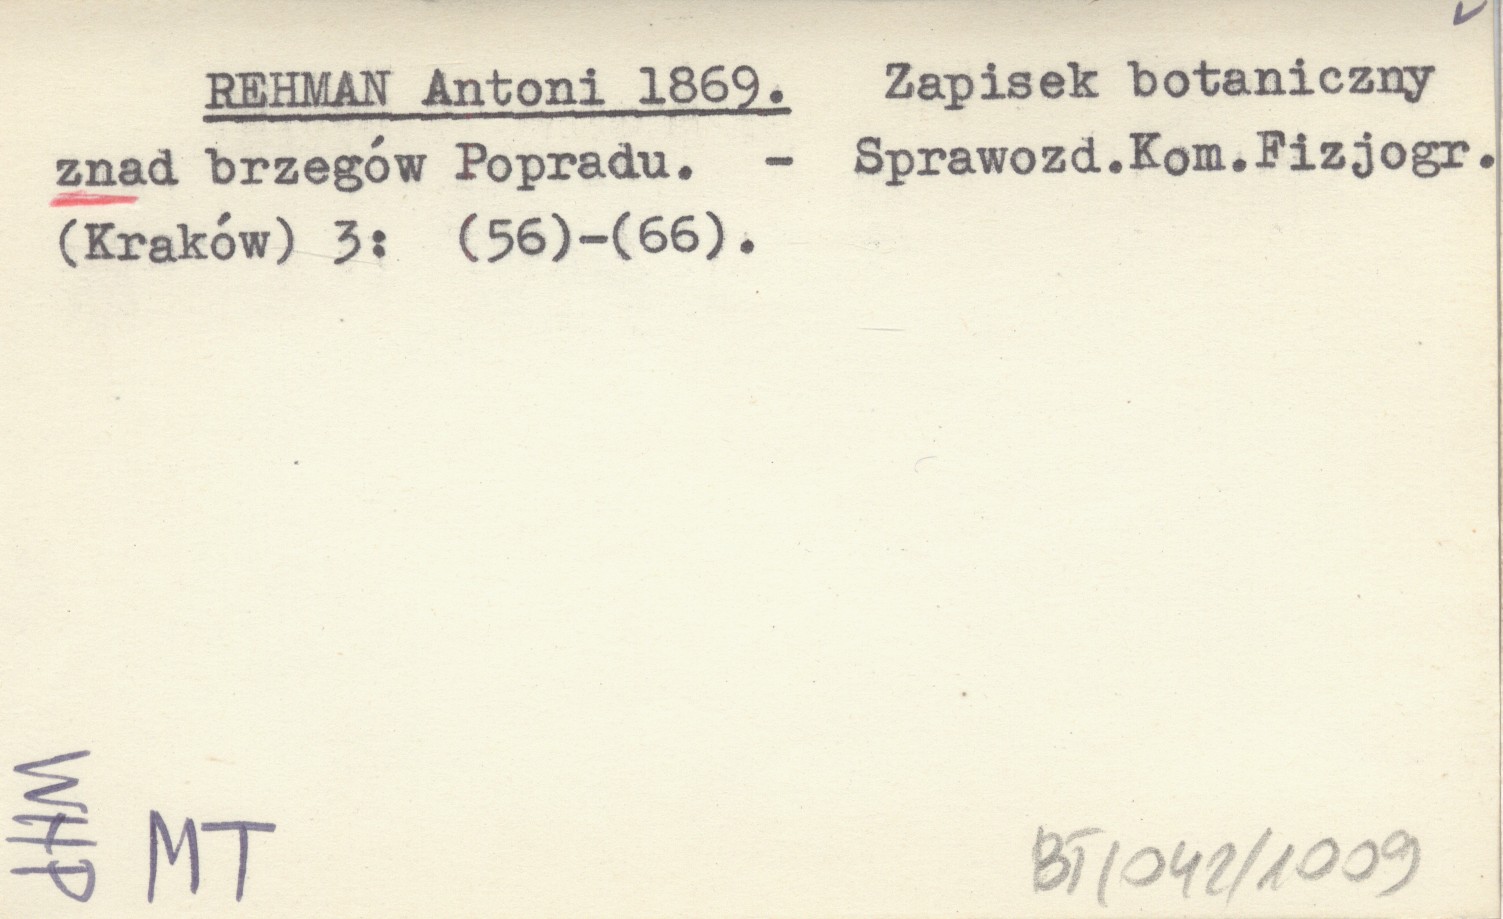 REHMAN Antoni 1869. Zapisek botaniczny
znad brzegów Popradu. - Sprawozd.Kom.Fizjogr.
(Kraków) 3: (56)-(66).
WHP
MT
BT/042/1009